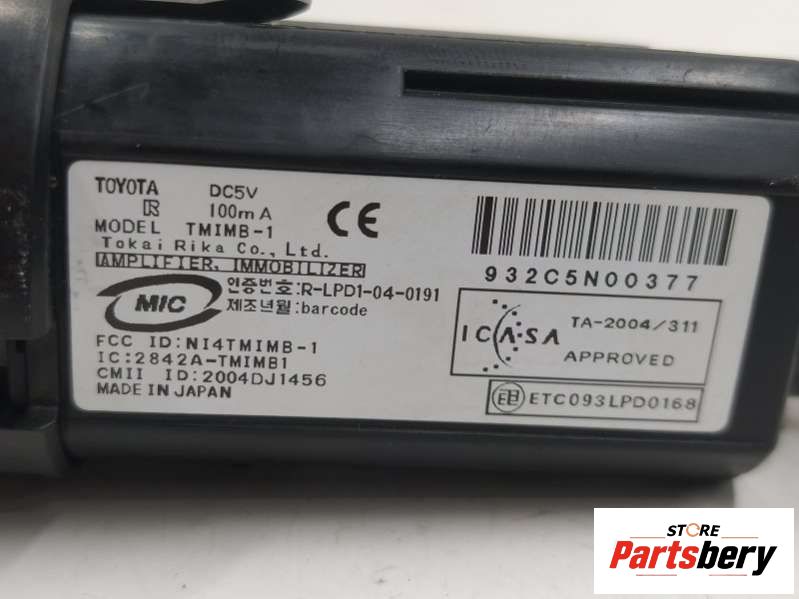 TOYOTA DC5V
R 100mA
MODEL TMIMB-1
Tokai Rika Co., Ltd.
AMPLIFIER, IMMOBILIZER
MIC
인증번호:R-LPD1-04-0191
제조년월:barcode
FCC ID:NI4TMIMB-1
IC:2842A-TMIMB1
CMII ID:2004DJ1456
MADE IN JAPAN
CE
932C5N00377
ICASA
TA-2004/311
APPROVED
ETC093LPD0168
STORE
Partsbery